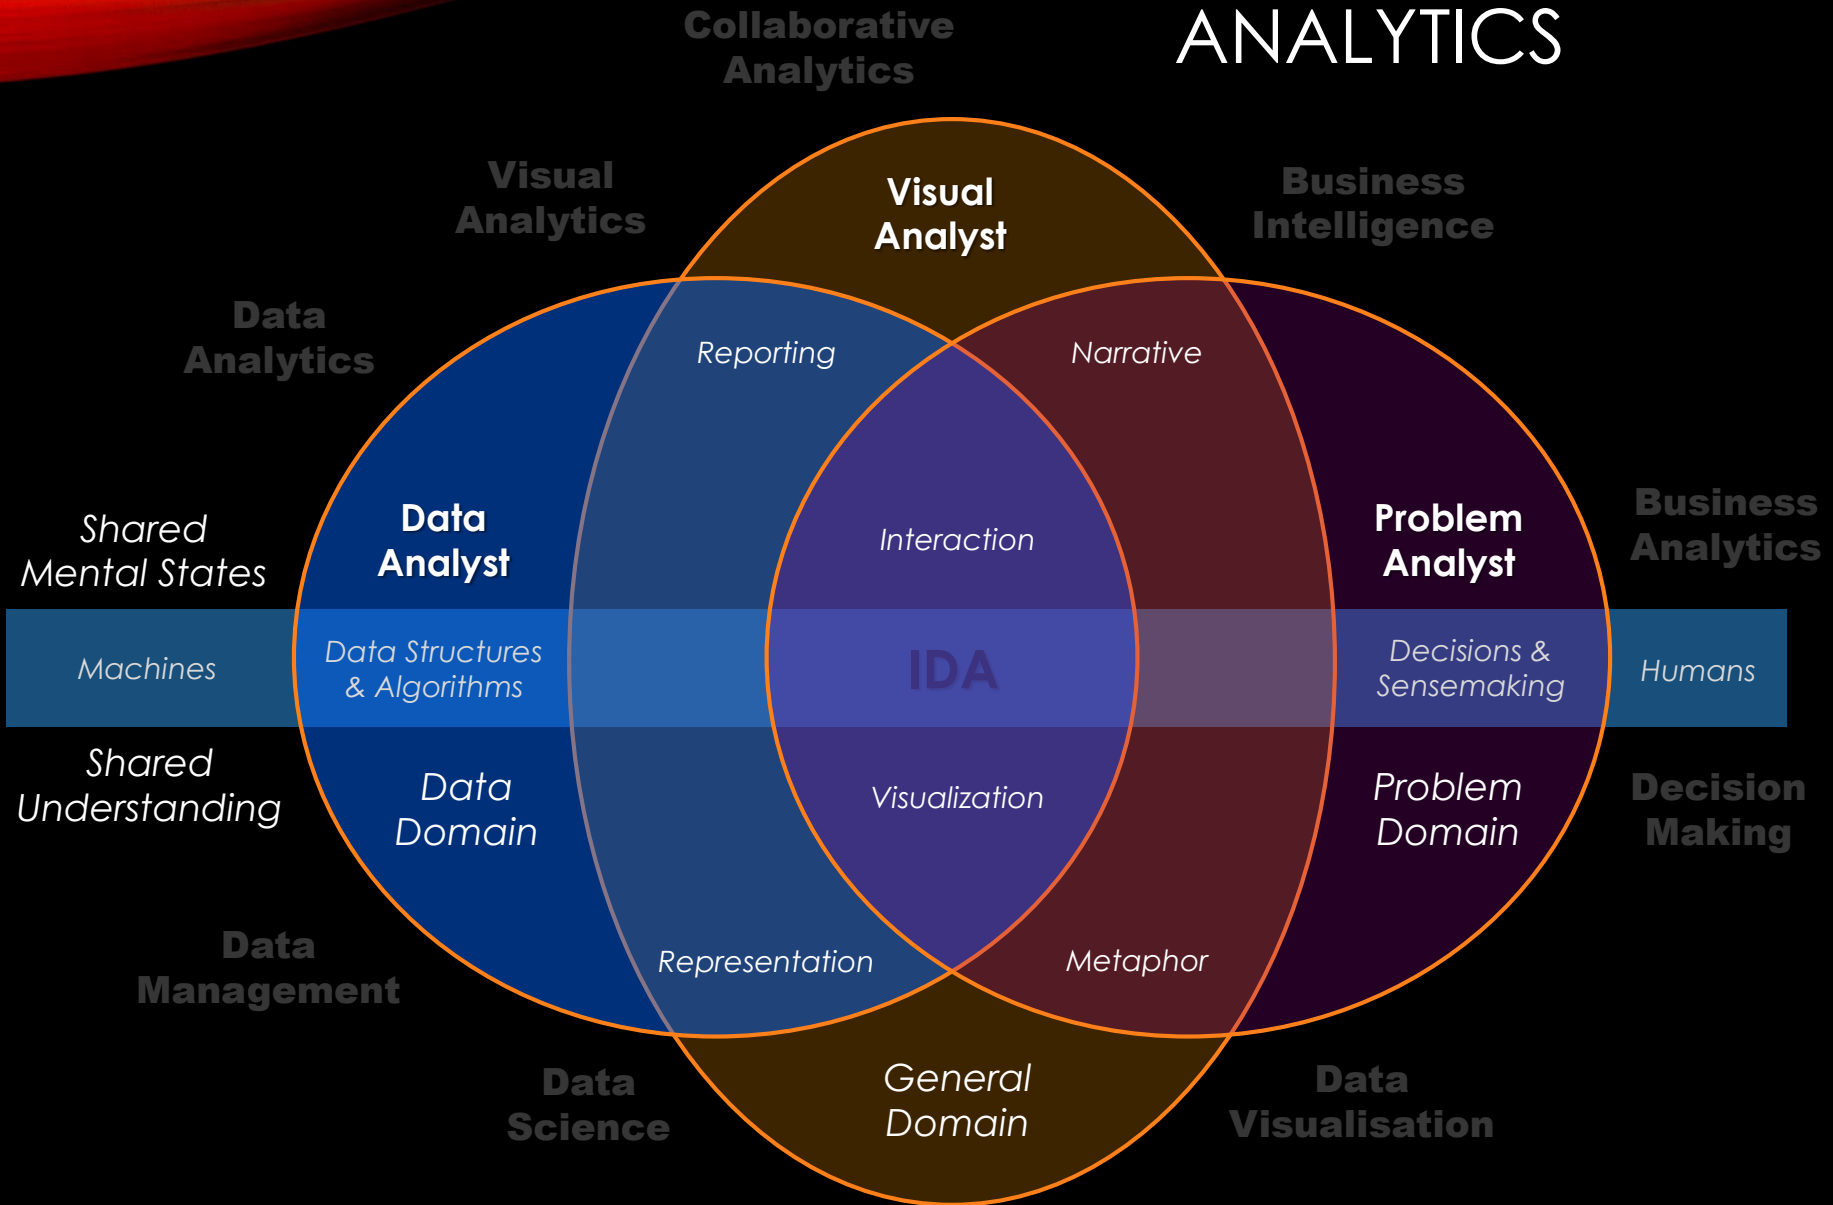 ANALYTICS
Collaborative
Analytics
Visual
Analytics
Visual
Analyst
Business
Intelligence
Data
Analytics
Reporting
Narrative
Shared
Mental States
Data
Analyst
Interaction
Problem
Analyst
Business
Analytics
Machines
Data Structures
& Algorithms
IDA
Decisions &
Sensemaking
Humans
Shared
Understanding
Data
Domain
Visualization
Problem
Domain
Decision
Making
Data
Management
Representation
Metaphor
Data
Science
General
Domain
Data
Visualisation